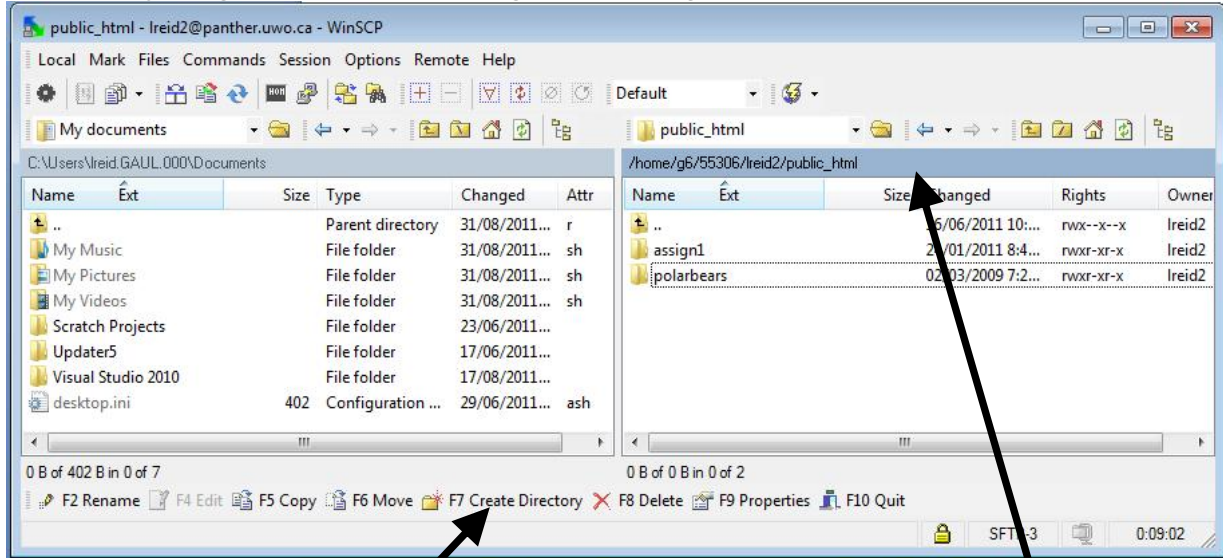 public_html - lreid2@panther.uwo.ca - WinSCP
Local Mark Files Commands Session Options Remote Help
Default
My documents public_html
C:\Users\lreid.GAUL.000\Documents /home/g6/55306/lreid2/public_html
Name Ext Size Type Changed Attr Name Ext Size Changed Rights Owner
.. Parent directory 31/08/2011... r .. /06/2011 10:... rwx--x--x lreid2
My Music File folder 31/08/2011... sh assign1 /01/2011 8:4... rwxr-xr-x lreid2
My Pictures File folder 31/08/2011... sh polarbears 02/03/2009 7:2... rwxr-xr-x lreid2
My Videos File folder 31/08/2011... sh
Scratch Projects File folder 23/06/2011...
Updater5 File folder 17/06/2011...
Visual Studio 2010 File folder 17/08/2011...
desktop.ini 402 Configuration ... 29/06/2011... ash
0 B of 402 B in 0 of 7 0 B of 0 B in 0 of 2
F2 Rename F4 Edit F5 Copy F6 Move F7 Create Directory F8 Delete F9 Properties F10 Quit
SFTP-3 0:09:02